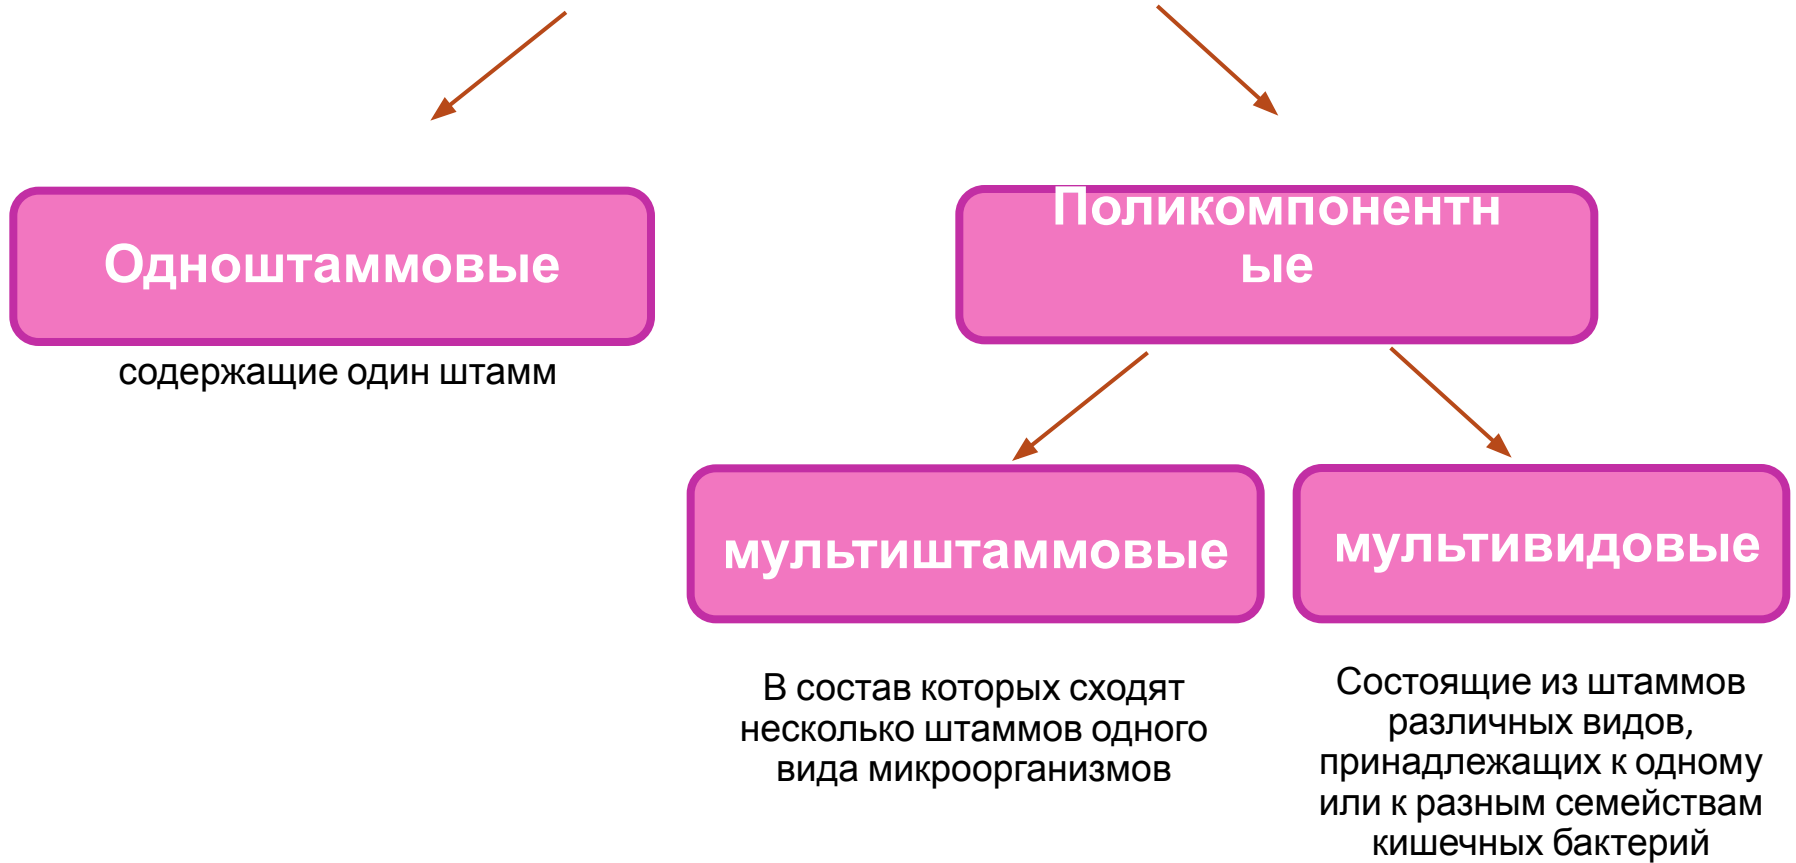 Одноштаммовые
содержащие один штамм
Поликомпонентн
ые
мультиштаммовые
В состав которых сходят
несколько штаммов одного
вида микроорганизмов
мультивидовые
Состоящие из штаммов
различных видов,
принадлежащих к одному
или к разным семействам
кишечных бактерий